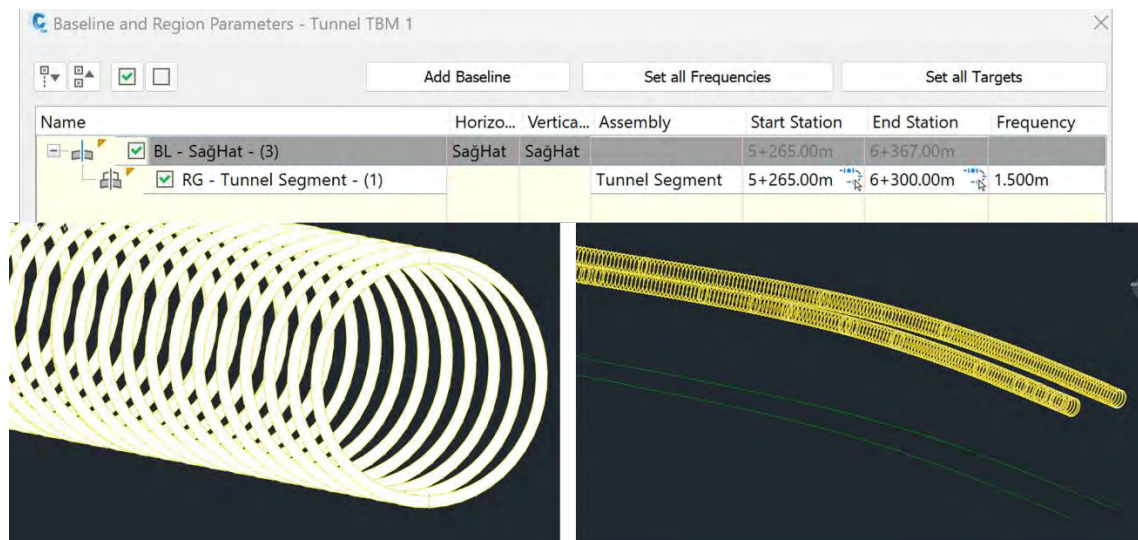 Baseline and Region Parameters - Tunnel TBM 1
Add Baseline Set all Frequencies Set all Targets
Name Horizo... Vertica... Assembly Start Station End Station Frequency
BL - SağHat - (3) SağHat SağHat 5+265.00m 6+367.00m
RG - Tunnel Segment - (1) Tunnel Segment 5+265.00m 6+300.00m 1.500m